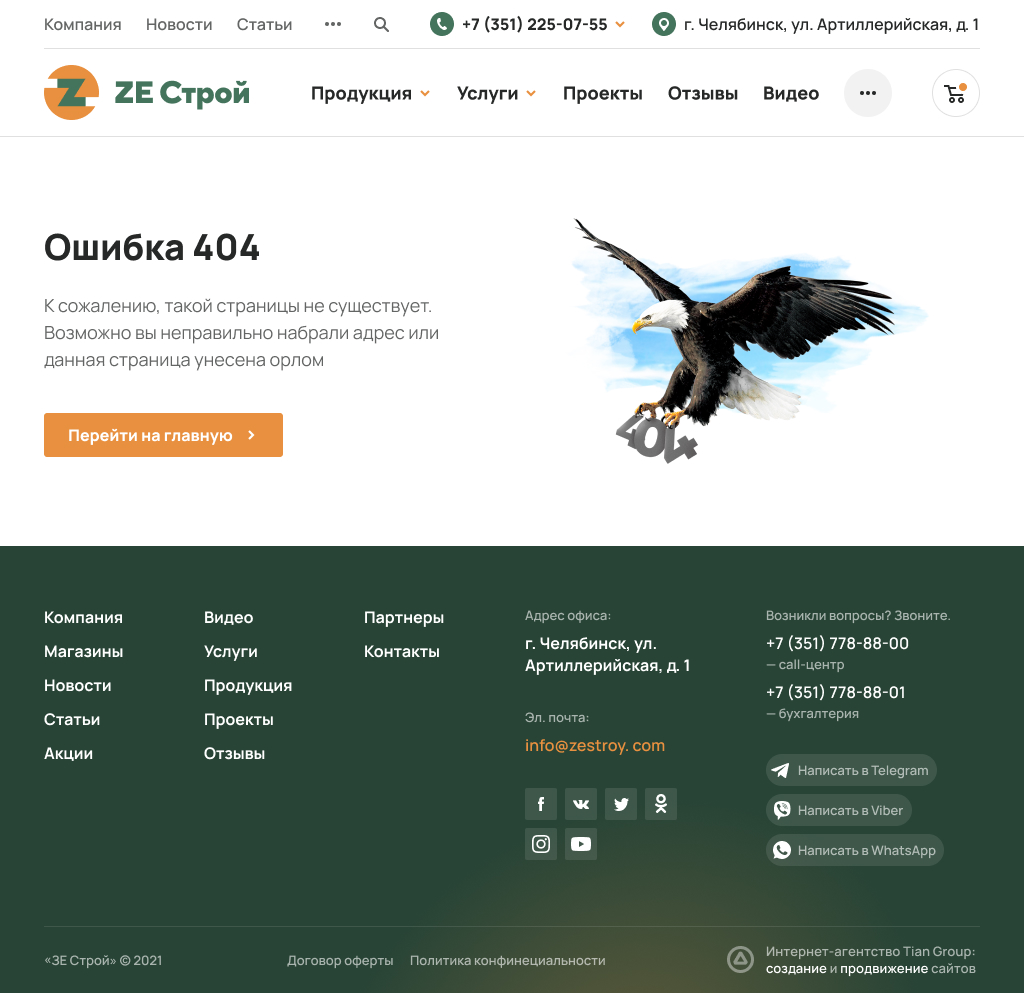 Компания Новости Статьи +7 (351) 225-07-55 г. Челябинск, ул. Артиллерийская, д. 1
Z ZE Строй Продукция Услуги Проекты Отзывы Видео
Ошибка 404
К сожалению, такой страницы не существует.
Возможно вы неправильно набрали адрес или
данная страница унесена орлом
Перейти на главную
404
Компания
Магазины
Новости
Статьи
Акции
Видео
Услуги
Продукция
Проекты
Отзывы
Партнеры
Контакты
Адрес офиса:
г. Челябинск, ул.
Артиллерийская, д. 1
Эл. почта:
info@zestroy. com
Возникли вопросы? Звоните.
+7 (351) 778-88-00
— call-центр
+7 (351) 778-88-01
— бухгалтерия
Написать в Telegram
Написать в Viber
Написать в WhatsApp
«ЗЕ Строй» © 2021 Договор оферты Политика конфинециальности
Интернет-агентство Tian Group:
создание и продвижение сайтов